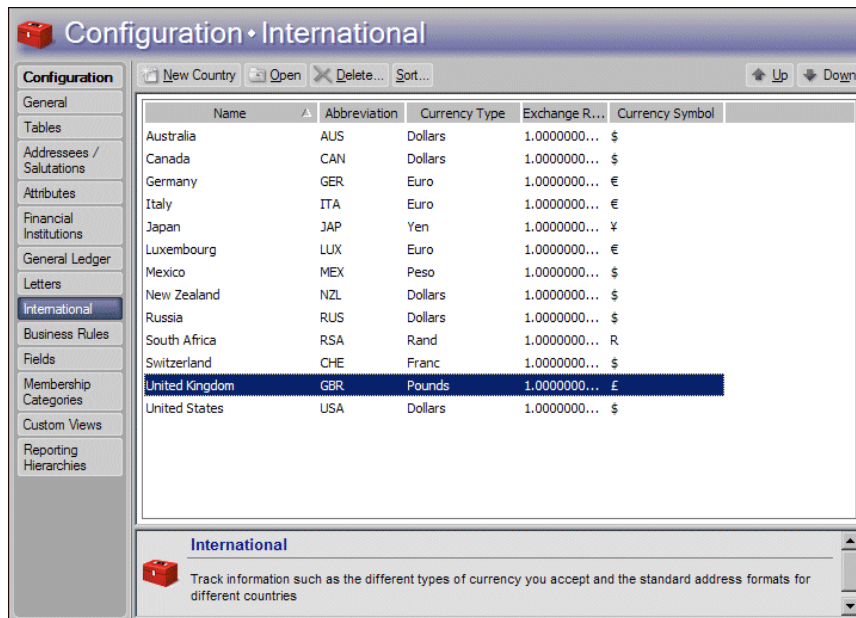 Configuration • International
Configuration
General
Tables
Addressees /
Salutations
Attributes
Financial
Institutions
General Ledger
Letters
International
Business Rules
Fields
Membership
Categories
Custom Views
Reporting
Hierarchies
New Country Open Delete... Sort... Up Down
Name Abbreviation Currency Type Exchange R... Currency Symbol
Australia AUS Dollars 1.0000000... $
Canada CAN Dollars 1.0000000... $
Germany GER Euro 1.0000000... €
Italy ITA Euro 1.0000000... €
Japan JAP Yen 1.0000000... ¥
Luxembourg LUX Euro 1.0000000... €
Mexico MEX Peso 1.0000000... $
New Zealand NZL Dollars 1.0000000... $
Russia RUS Dollars 1.0000000... $
South Africa RSA Rand 1.0000000... R
Switzerland CHE Franc 1.0000000... $
United Kingdom GBR Pounds 1.0000000... £
United States USA Dollars 1.0000000... $
International
Track information such as the different types of currency you accept and the standard address formats for
different countries